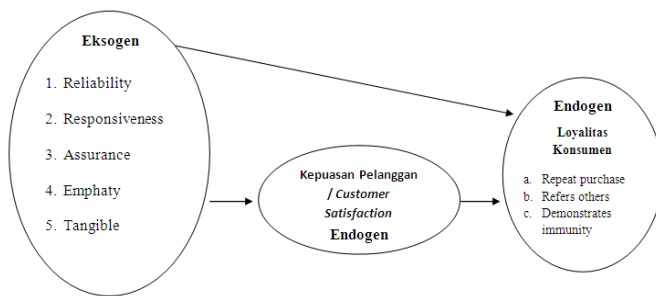 Eksogen
1. Reliability
2. Responsiveness
3. Assurance
4. Emphaty
5. Tangible
Kepuasan Pelanggan
/ Customer
Satisfaction
Endogen
Endogen
Loyalitas
Konsumen
a. Repeat purchase
b. Refers others
c. Demonstrates
immunity